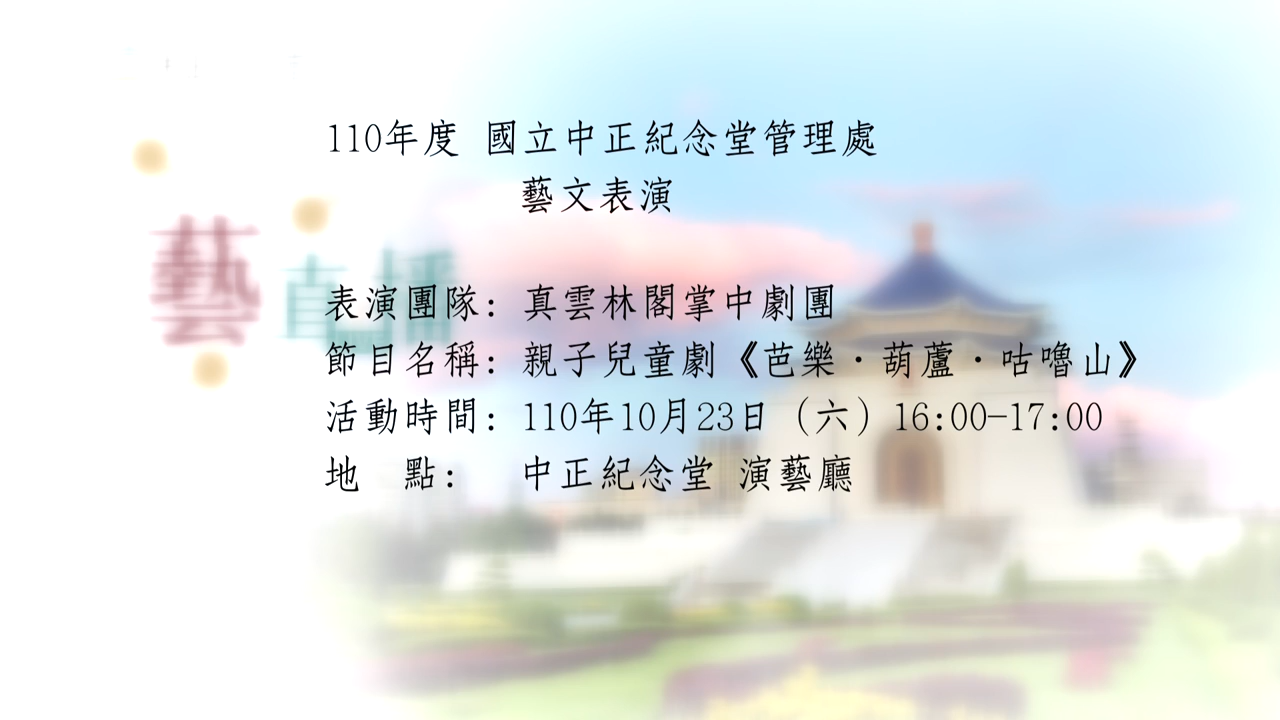 110年度 國立中正紀念堂管理處
藝文表演
藝
直播
表演團隊：真雲林閣掌中劇團
節目名稱：親子兒童劇《芭樂・葫蘆・咕嚕山》
活動時間：110年10月23日（六）16:00-17:00
地　點：　中正紀念堂 演藝廳